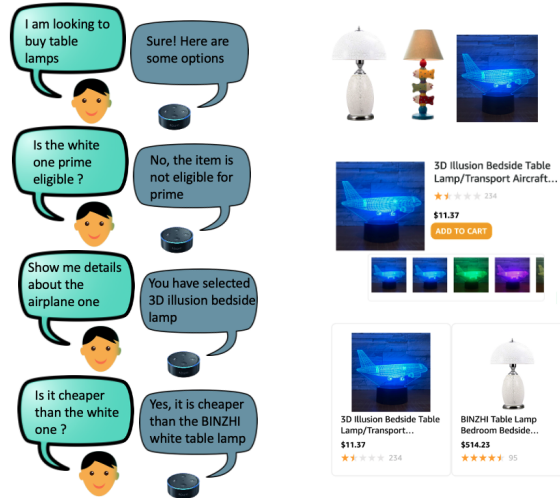 I am looking to
buy table
lamps
Sure! Here are
some options
Is the white
one prime
eligible ?
No, the item is
not eligible for
prime
3D Illusion Bedside Table
Lamp/Transport Aircraft...
234
$11.37
ADD TO CART
Show me details
about the
airplane one
You have selected
3D illusion bedside
lamp
Is it cheaper
than the white
one ?
Yes, it is cheaper
than the BINZHI
white table lamp
3D Illusion Bedside Table
Lamp/Transport...
$11.37
234
BINZHI Table Lamp
Bedroom Bedside...
$514.23
95